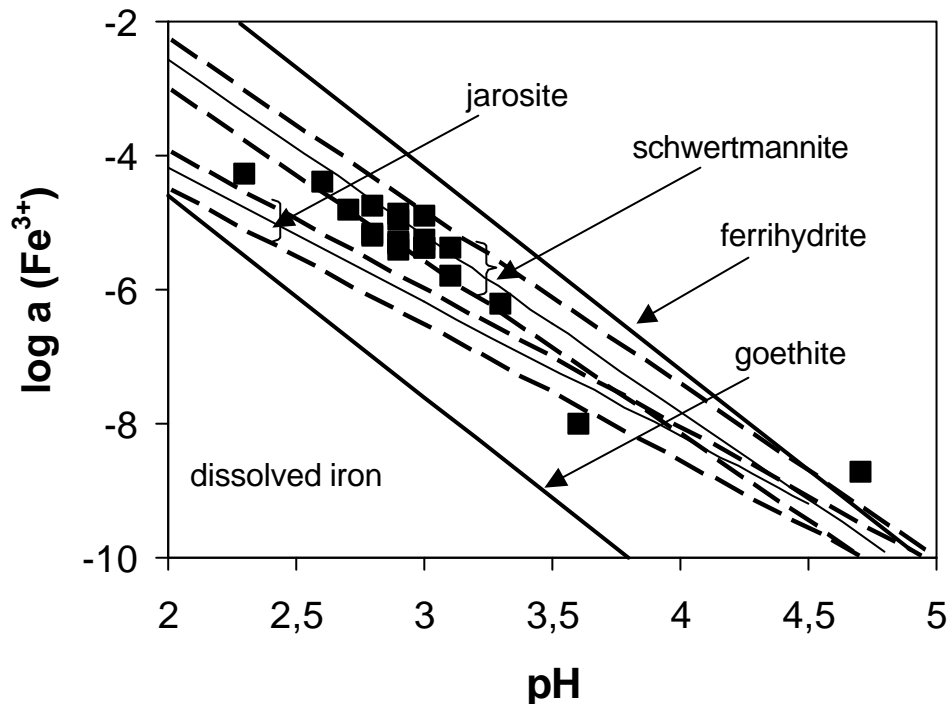 -2
jarosite
schwertmannite
-4
ferrihydrite
-6
goethite
-8
dissolved iron
-10
2
2,5
3
3,5
4
4,5
5
log a (Fe3+)
pH